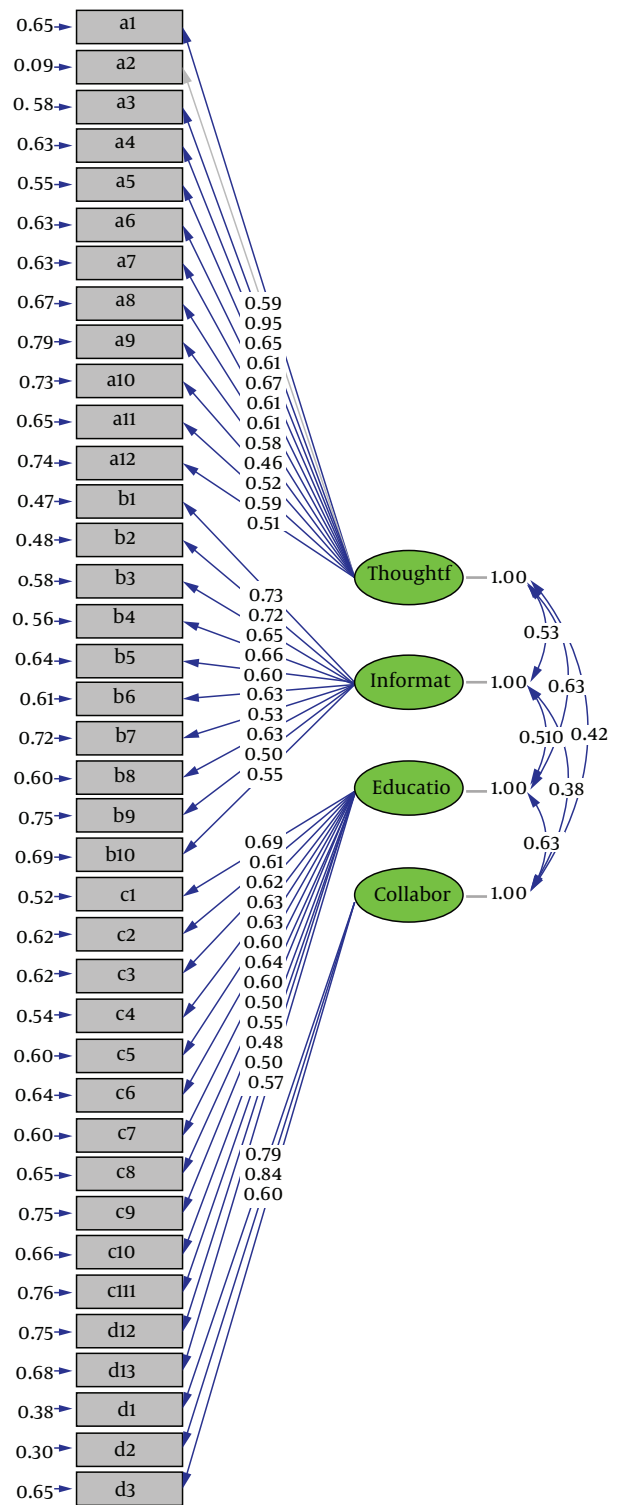 0.65 a1
0.09 a2
0.58 a3
0.63 a4
0.55 a5
0.63 a6
0.63 a7
0.67 a8
0.79 a9
0.73 a10
0.65 a11
0.74 a12
0.47 b1
0.48 b2
0.58 b3
0.56 b4
0.64 b5
0.61 b6
0.72 b7
0.60 b8
0.75 b9
0.69 b10
0.52 c1
0.62 c2
0.62 c3
0.54 c4
0.60 c5
0.64 c6
0.60 c7
0.65 c8
0.75 c9
0.66 c10
0.76 c111
0.75 d12
0.68 d13
0.38 d1
0.30 d2
0.65 d3
0.59
0.95
0.65
0.61
0.67
0.61
0.61
0.58
0.46
0.52
0.59
0.51
0.73
0.72
0.65
0.66
0.60
0.63
0.53
0.63
0.50
0.55
0.69
0.61
0.62
0.63
0.63
0.60
0.64
0.60
0.50
0.55
0.48
0.50
0.57
0.79
0.84
0.60
Thoughtf 1.00
Informat 1.00
Educatio 1.00
Collabor 1.00
0.53
0.63
0.42
0.510
0.38
0.63